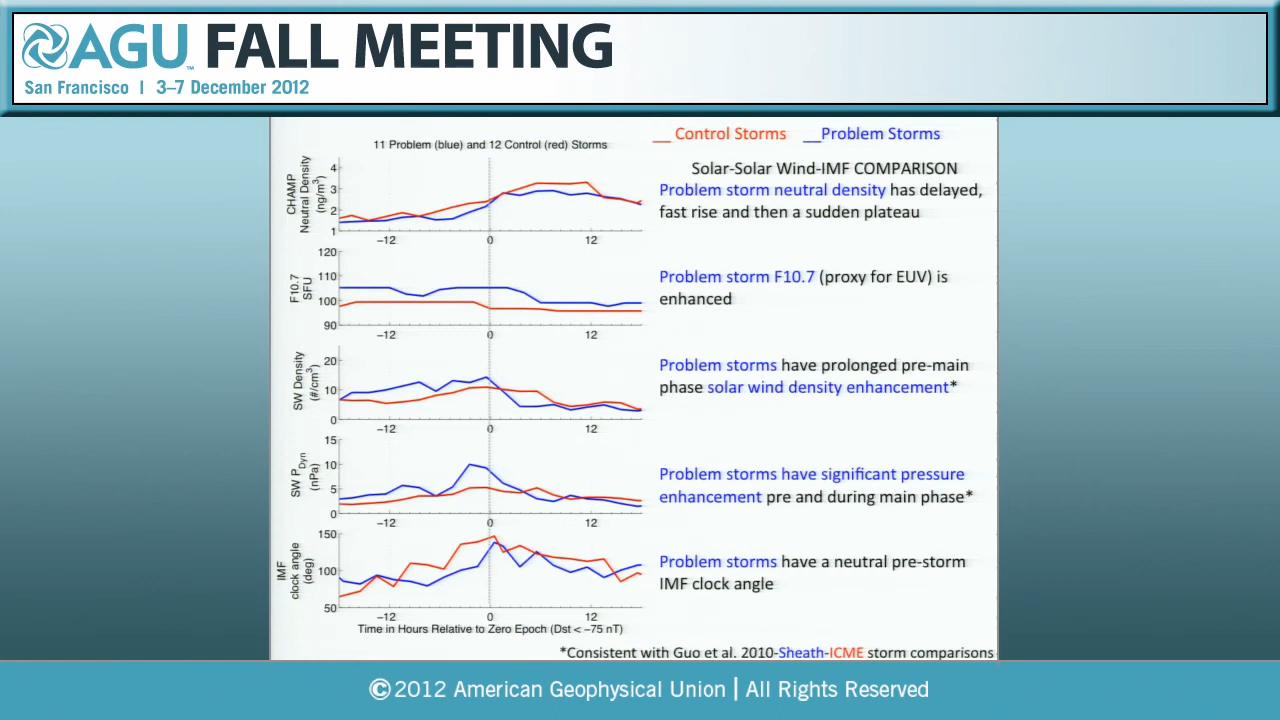 AGU™ FALL MEETING
San Francisco | 3–7 December 2012
__ Control Storms __Problem Storms
11 Problem (blue) and 12 Control (red) Storms
Solar-Solar Wind-IMF COMPARISON
Problem storm neutral density has delayed,
fast rise and then a sudden plateau
CHAMP
Neutral Density
(ng/m³)
4
3
2
1
−12 0 12
Problem storm F10.7 (proxy for EUV) is
enhanced
F10.7
SFU
120
110
100
90
−12 0 12
Problem storms have prolonged pre-main
phase solar wind density enhancement*
SW Density
(#/cm³)
20
10
0
−12 0 12
Problem storms have significant pressure
enhancement pre and during main phase*
SW PDyn
(nPa)
15
10
5
0
−12 0 12
Problem storms have a neutral pre-storm
IMF clock angle
IMF
clock angle
(deg)
150
100
50
−12 0 12
Time in Hours Relative to Zero Epoch (Dst < −75 nT)
*Consistent with Guo et al. 2010-Sheath-ICME storm comparisons
©2012 American Geophysical Union | All Rights Reserved